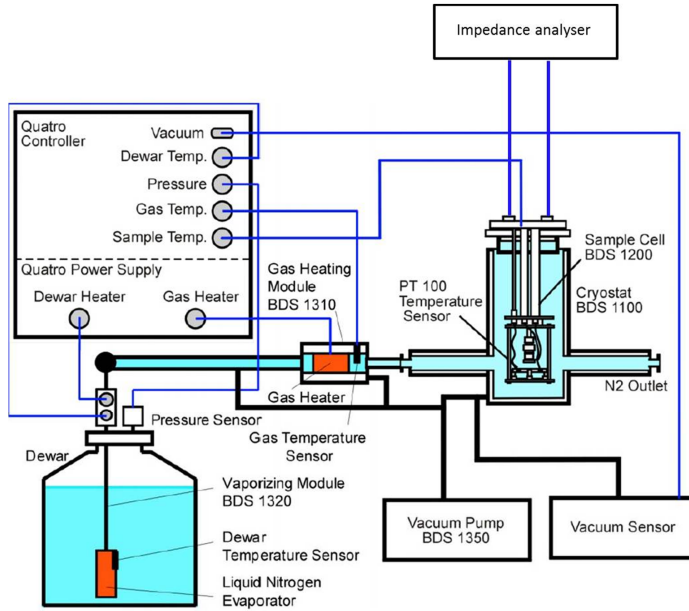 Impedance analyser
Quatro
Controller
Vacuum
Dewar Temp.
Pressure
Gas Temp.
Sample Temp.
Quatro Power Supply
Dewar Heater
Gas Heater
Gas Heating
Module
BDS 1310
PT 100
Temperature
Sensor
Sample Cell
BDS 1200
Cryostat
BDS 1100
N2 Outlet
Gas Heater
Gas Temperature
Sensor
Pressure Sensor
Dewar
Vaporizing Module
BDS 1320
Dewar
Temperature Sensor
Liquid Nitrogen
Evaporator
Vacuum Pump
BDS 1350
Vacuum Sensor